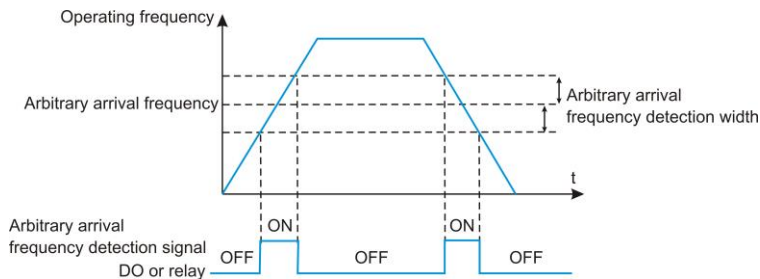 Operating frequency
Arbitrary arrival frequency
Arbitrary arrival
frequency detection width
t
Arbitrary arrival
frequency detection signal
DO or relay
OFF
ON
OFF
ON
OFF